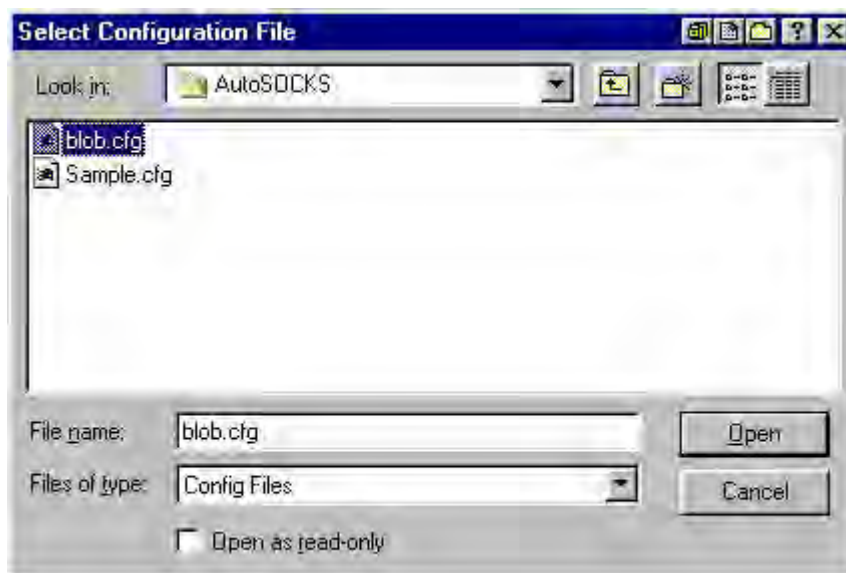 Select Configuration File
Look in: AutoSOCKS
blob.cfg
Sample.cfg
File name: blob.cfg Open
Files of type: Config Files Cancel
Open as read-only